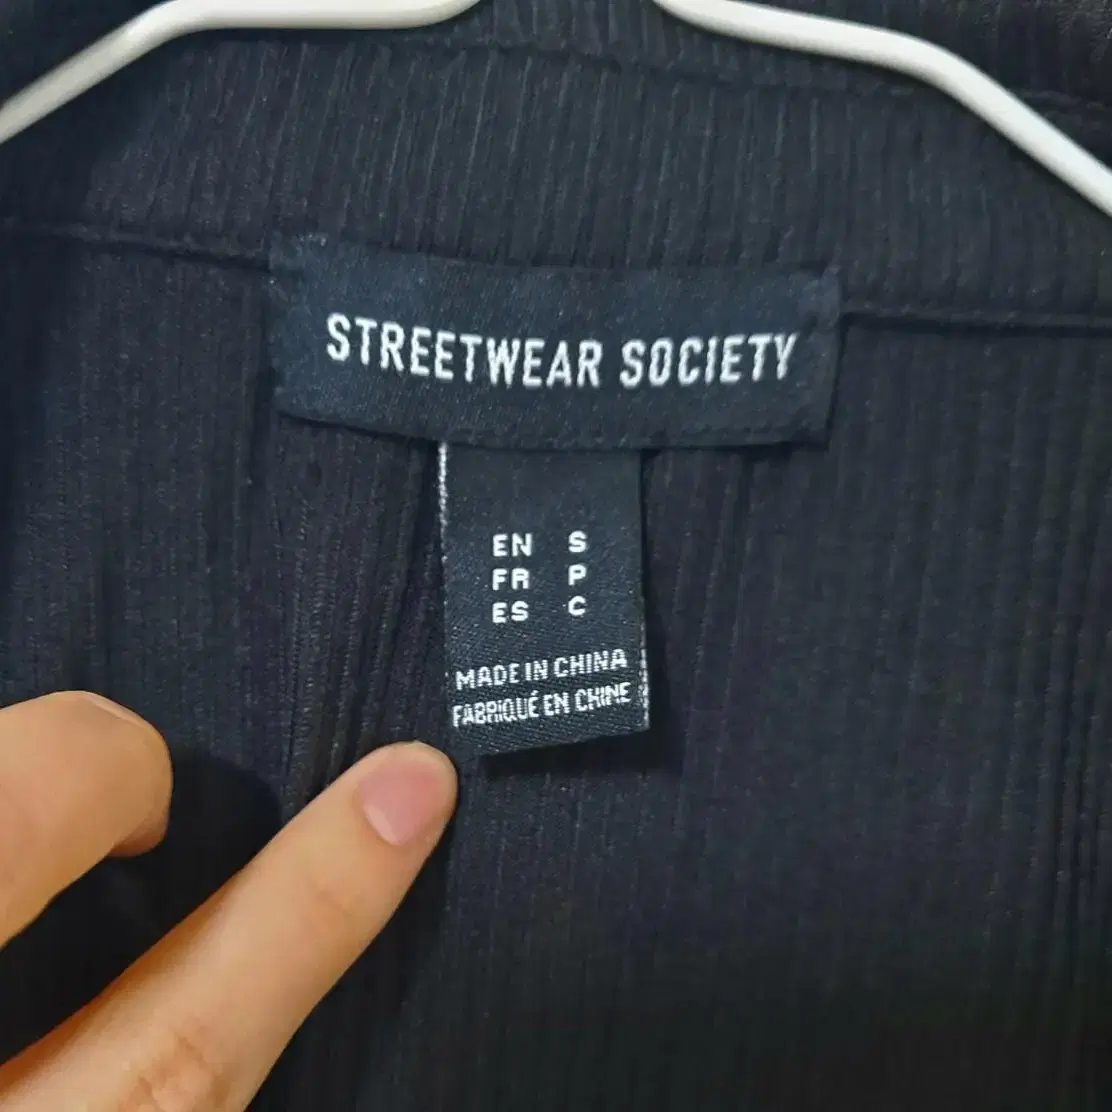 STREETWEAR SOCIETY
EN S
FR P
ES C
MADE IN CHINA
FABRIQUÉ EN CHINE